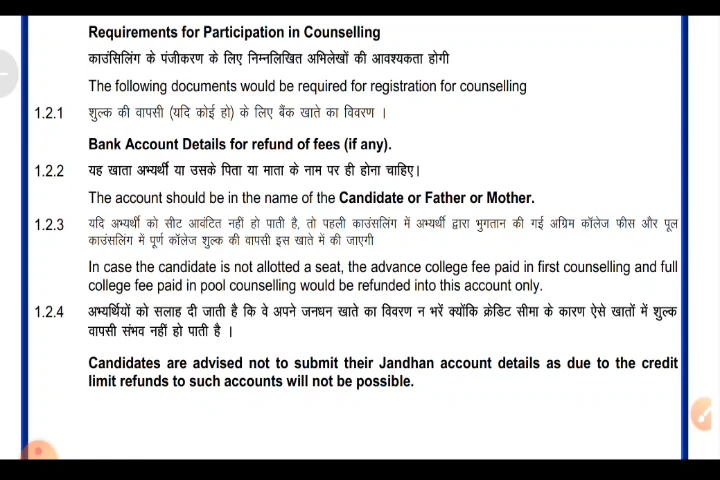 Requirements for Participation in Counselling
काउंसिलिंग के पंजीकरण के लिए निम्नलिखित अभिलेखों की आवश्यकता होगी
The following documents would be required for registration for counselling
1.2.1 शुल्क की वापसी (यदि कोई हो) के लिए बैंक खाते का विवरण ।
Bank Account Details for refund of fees (if any).
1.2.2 यह खाता अभ्यर्थी या उसके पिता या माता के नाम पर ही होना चाहिए।
The account should be in the name of the Candidate or Father or Mother.
1.2.3 यदि अभ्यर्थी को सीट आवंटित नहीं हो पाती है, तो पहली काउंसलिंग में अभ्यर्थी द्वारा भुगतान की गई अग्रिम कॉलेज फीस और पूल
काउंसलिंग में पूर्ण कॉलेज शुल्क की वापसी इस खाते में की जाएगी
In case the candidate is not allotted a seat, the advance college fee paid in first counselling and full
college fee paid in pool counselling would be refunded into this account only.
1.2.4 अभ्यर्थियों को सलाह दी जाती है कि वे अपने जनधन खाते का विवरण न भरें क्योंकि क्रेडिट सीमा के कारण ऐसे खातों में शुल्क
वापसी संभव नहीं हो पाती है ।
Candidates are advised not to submit their Jandhan account details as due to the credit
limit refunds to such accounts will not be possible.